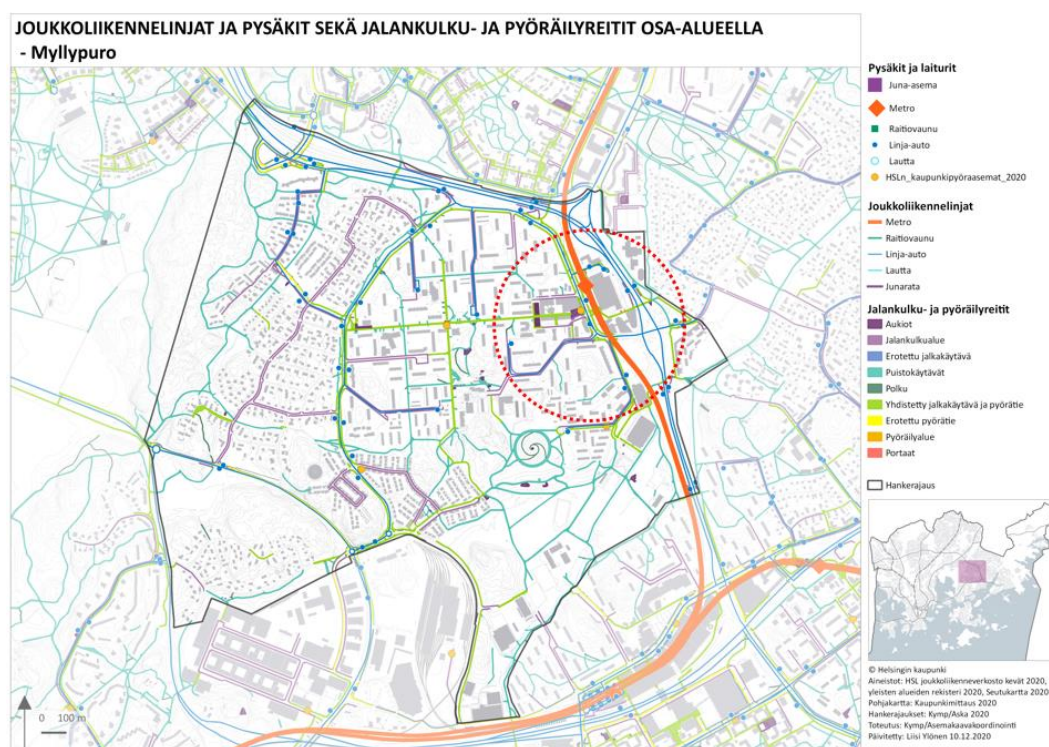 JOUKKOLIIKENNELINJAT JA PYSÄKIT SEKÄ JALANKULKU- JA PYÖRÄILYREITIT OSA-ALUEELLA
- Myllypuro
Pysäkit ja laiturit
Juna-asema
Metro
Raitiovaunu
Linja-auto
Lautta
HSLn_kaupunkipyöraasemat_2020
Joukkoliikennelinjat
Metro
Raitiovaunu
Linja-auto
Lautta
Junarata
Jalankulku- ja pyöräilyreitit
Aukiot
Jalankulkualue
Erotettu jalkakäytävä
Puistokäytävät
Polku
Yhdistetty jalkakäytävä ja pyörätie
Erotettu pyörätie
Pyöräilyalue
Portaat
Hankerajaus
0 100 m
© Helsingin kaupunki
Aineistot: HSL joukkoliikenneverkosto kevät 2020,
yleisten alueiden rekisteri 2020, Seutukartta 2020
Pohjakartta: Kaupunkimittaus 2020
Hankerajaukset: Kymp/Aska 2020
Toteutus: Kymp/Asemakaavakoordinointi
Päivitetty: Liisi Ylönen 10.12.2020